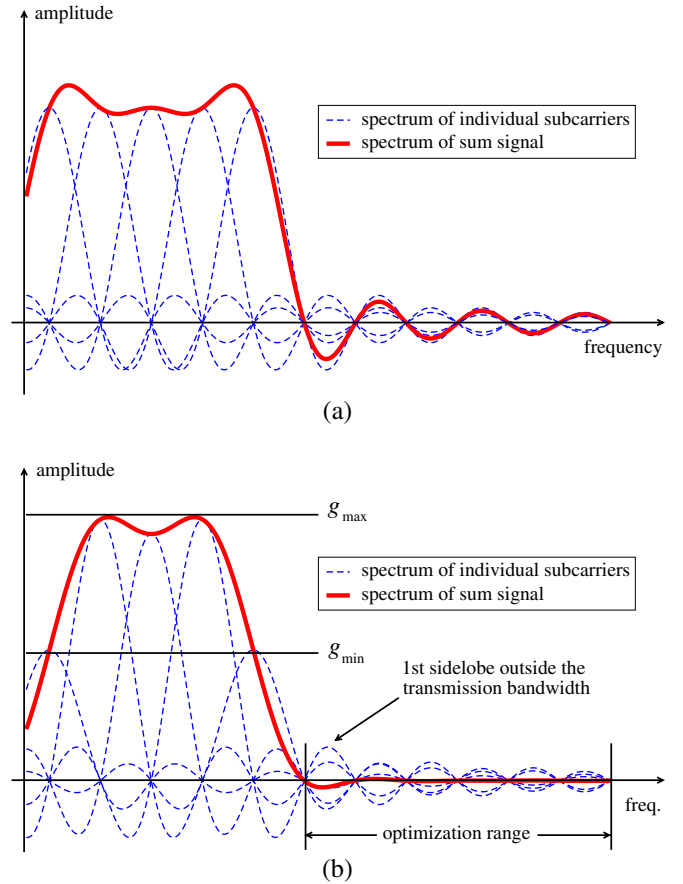 amplitude
spectrum of individual subcarriers
spectrum of sum signal
frequency
(a)
amplitude
g max
spectrum of individual subcarriers
spectrum of sum signal
g min
1st sidelobe outside the
transmission bandwidth
freq.
optimization range
(b)